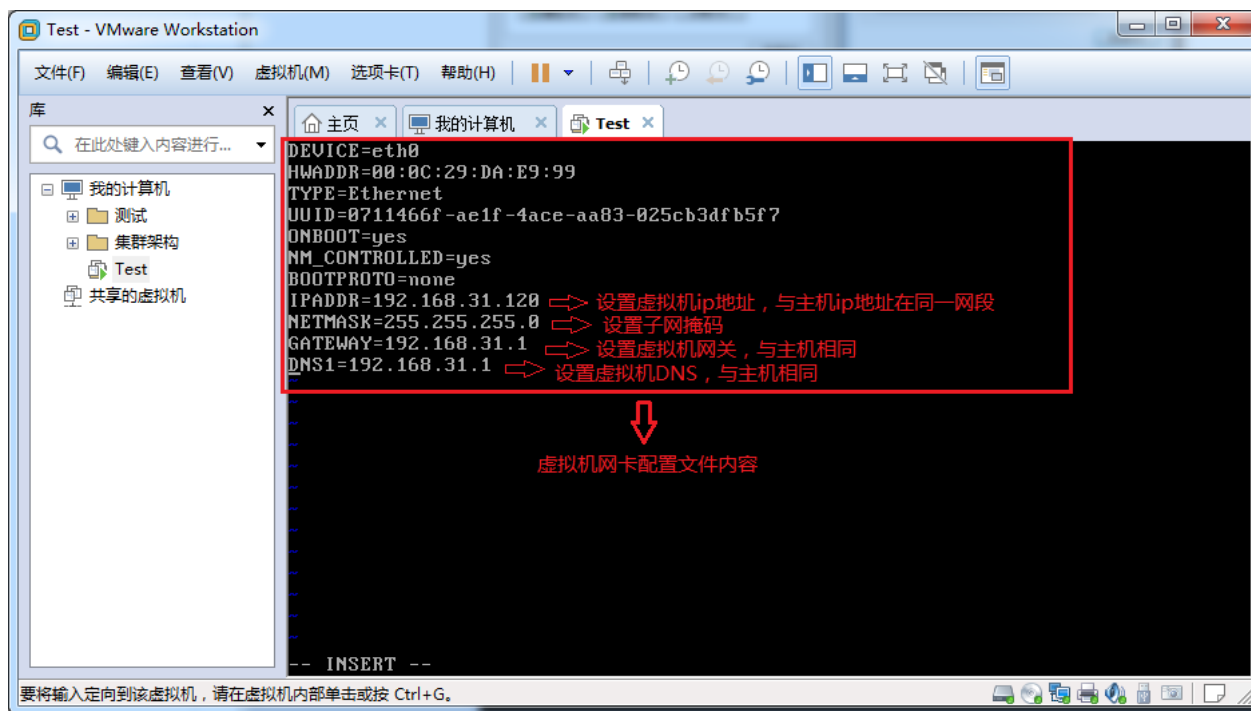 Test - VMware Workstation
文件(F) 编辑(E) 查看(V) 虚拟机(M) 选项卡(T) 帮助(H)
库
主页 我的计算机 Test
在此处键入内容进行...
我的计算机
测试
集群架构
Test
共享的虚拟机
DEVICE=eth0
HWADDR=00:0C:29:DA:E9:99
TYPE=Ethernet
UUID=0711466f-ae1f-4ace-aa83-025cb3dfb5f7
ONBOOT=yes
NM_CONTROLLED=yes
BOOTPROTO=none
IPADDR=192.168.31.120 设置虚拟机ip地址，与主机ip地址在同一网段
NETMASK=255.255.255.0 设置子网掩码
GATEWAY=192.168.31.1 设置虚拟机网关，与主机相同
DNS1=192.168.31.1 设置虚拟机DNS，与主机相同
虚拟机网卡配置文件内容
-- INSERT --
要将输入定向到该虚拟机，请在虚拟机内部单击或按 Ctrl+G。